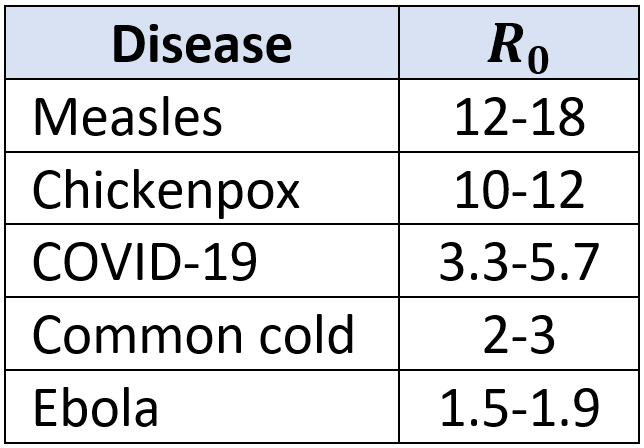 Disease R₀
Measles 12-18
Chickenpox 10-12
COVID-19 3.3-5.7
Common cold 2-3
Ebola 1.5-1.9